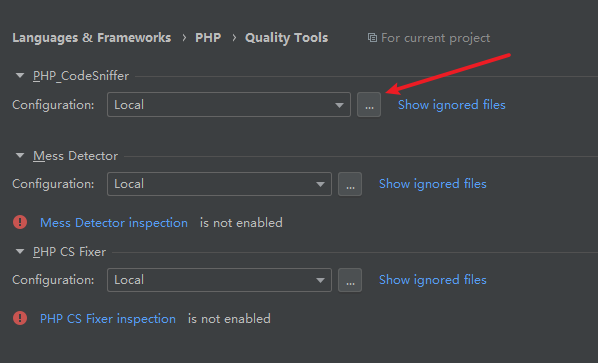 Languages & Frameworks › PHP › Quality Tools For current project
PHP_CodeSniffer
Configuration: Local ... Show ignored files
Mess Detector
Configuration: Local ... Show ignored files
Mess Detector inspection is not enabled
PHP CS Fixer
Configuration: Local ... Show ignored files
PHP CS Fixer inspection is not enabled